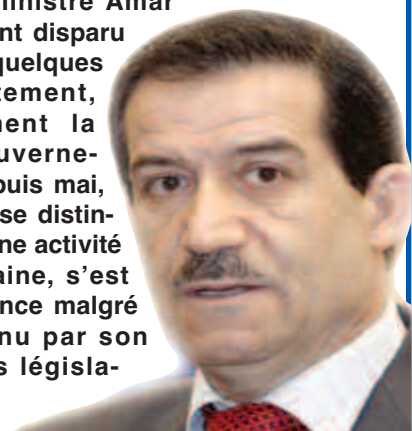 ministre Amar
nt disparu
quelques
tement,
ent la
uverne-
puis mai,
se distin-
ne activité
aine, s'est
nce malgré
nu par son
s législa-